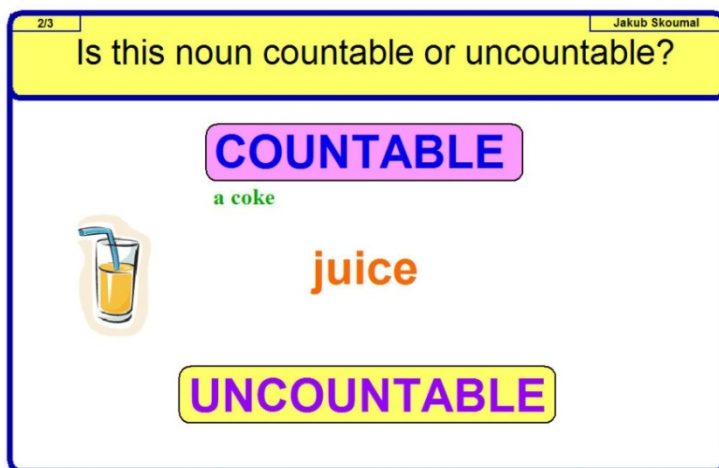 2/3
Jakub Skoumal
Is this noun countable or uncountable?
COUNTABLE
a coke
juice
UNCOUNTABLE